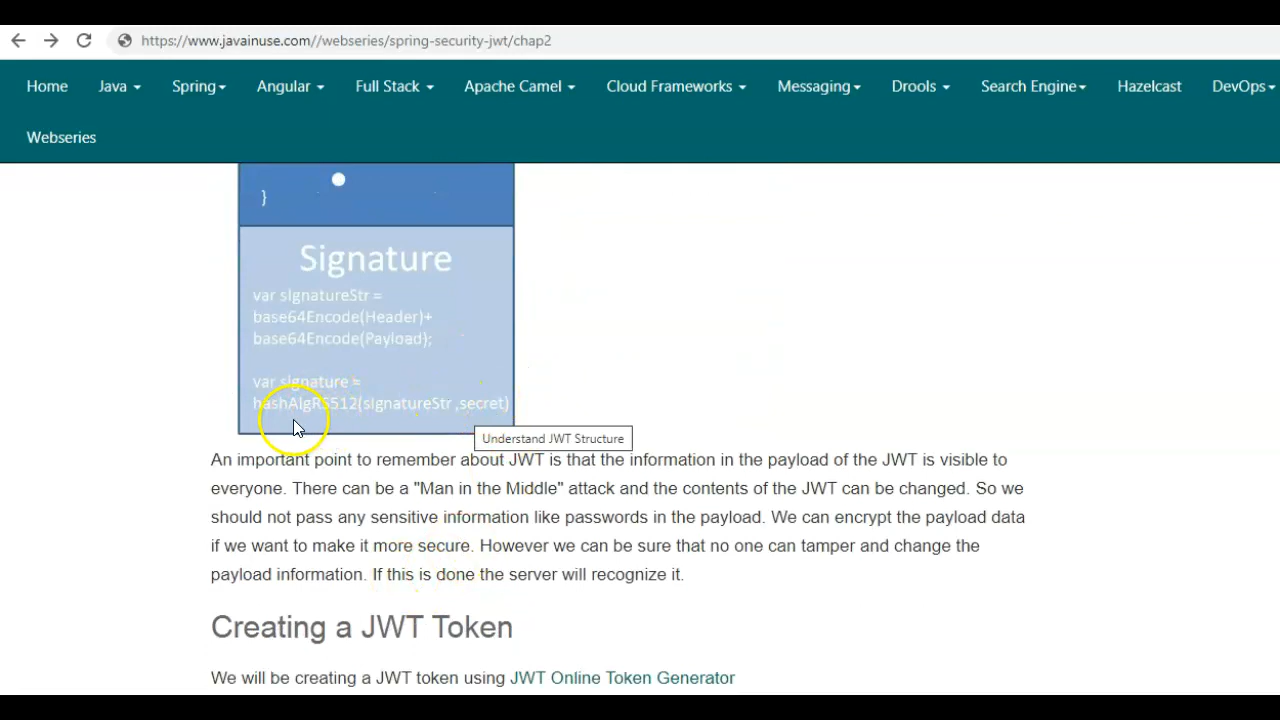 https://www.javainuse.com//webseries/spring-security-jwt/chap2
Home Java Spring Angular Full Stack Apache Camel Cloud Frameworks Messaging Drools Search Engine Hazelcast DevOps
Webseries
}
Signature
var signatureStr =
base64Encode(Header)+
base64Encode(Payload);
var signature =
hashAlgRS512(signatureStr ,secret)
Understand JWT Structure
An important point to remember about JWT is that the information in the payload of the JWT is visible to
everyone. There can be a "Man in the Middle" attack and the contents of the JWT can be changed. So we
should not pass any sensitive information like passwords in the payload. We can encrypt the payload data
if we want to make it more secure. However we can be sure that no one can tamper and change the
payload information. If this is done the server will recognize it.
Creating a JWT Token
We will be creating a JWT token using JWT Online Token Generator